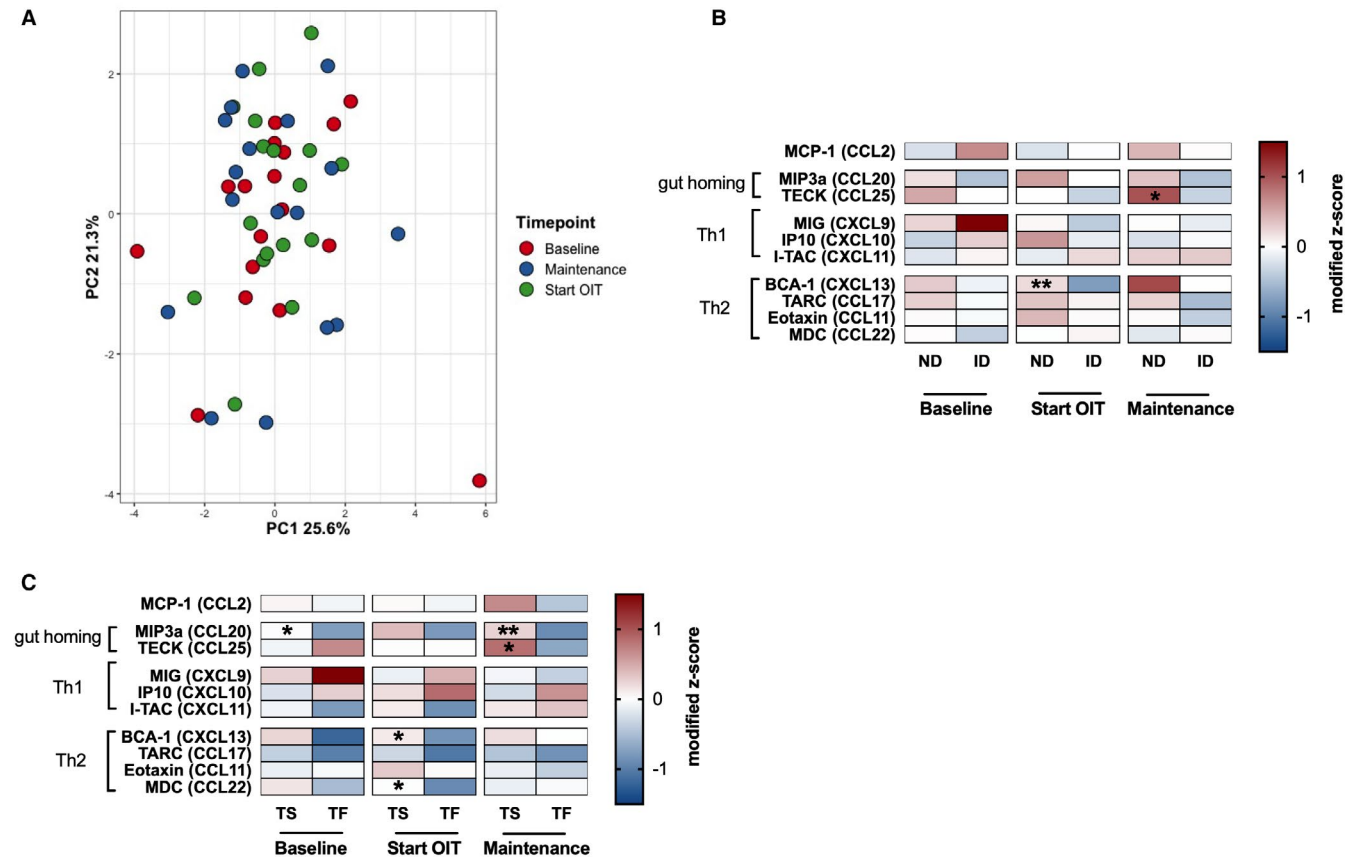 A
2
0
-2
-4
PC2 21.3%
-4 -2 0 2 4 6
PC1 25.6%
Timepoint
Baseline
Maintenance
Start OIT
B
MCP-1 (CCL2)
gut homing
MIP3a (CCL20)
TECK (CCL25)
*
Th1
MIG (CXCL9)
IP10 (CXCL10)
I-TAC (CXCL11)
Th2
BCA-1 (CXCL13)
**
TARC (CCL17)
Eotaxin (CCL11)
MDC (CCL22)
ND ID ND ID ND ID
Baseline Start OIT Maintenance
1
0
-1
modified z-score
C
MCP-1 (CCL2)
gut homing
MIP3a (CCL20)
* **
TECK (CCL25)
*
Th1
MIG (CXCL9)
IP10 (CXCL10)
I-TAC (CXCL11)
Th2
BCA-1 (CXCL13)
*
TARC (CCL17)
Eotaxin (CCL11)
MDC (CCL22)
*
TS TF TS TF TS TF
Baseline Start OIT Maintenance
1
0
-1
modified z-score